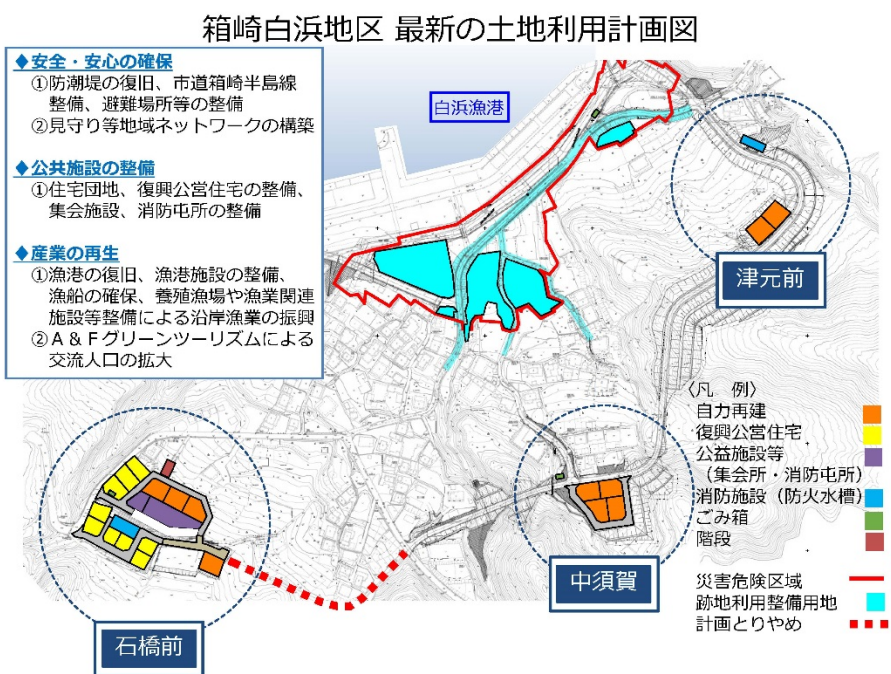 箱崎白浜地区 最新の土地利用計画図
◆安全・安心の確保
①防潮堤の復旧、市道箱崎半島線
整備、避難場所等の整備
②見守り等地域ネットワークの構築
◆公共施設の整備
①住宅団地、復興公営住宅の整備、
集会施設、消防屯所の整備
◆産業の再生
①漁港の復旧、漁港施設の整備、
漁船の確保、養殖漁場や漁業関連
施設等整備による沿岸漁業の振興
②A＆Fグリーンツーリズムによる
交流人口の拡大
白浜漁港
津元前
中須賀
石橋前
〈凡　例〉
自力再建
復興公営住宅
公益施設等
（集会所・消防屯所）
消防施設（防火水槽）
ごみ箱
階段
災害危険区域
跡地利用整備用地
計画とりやめ